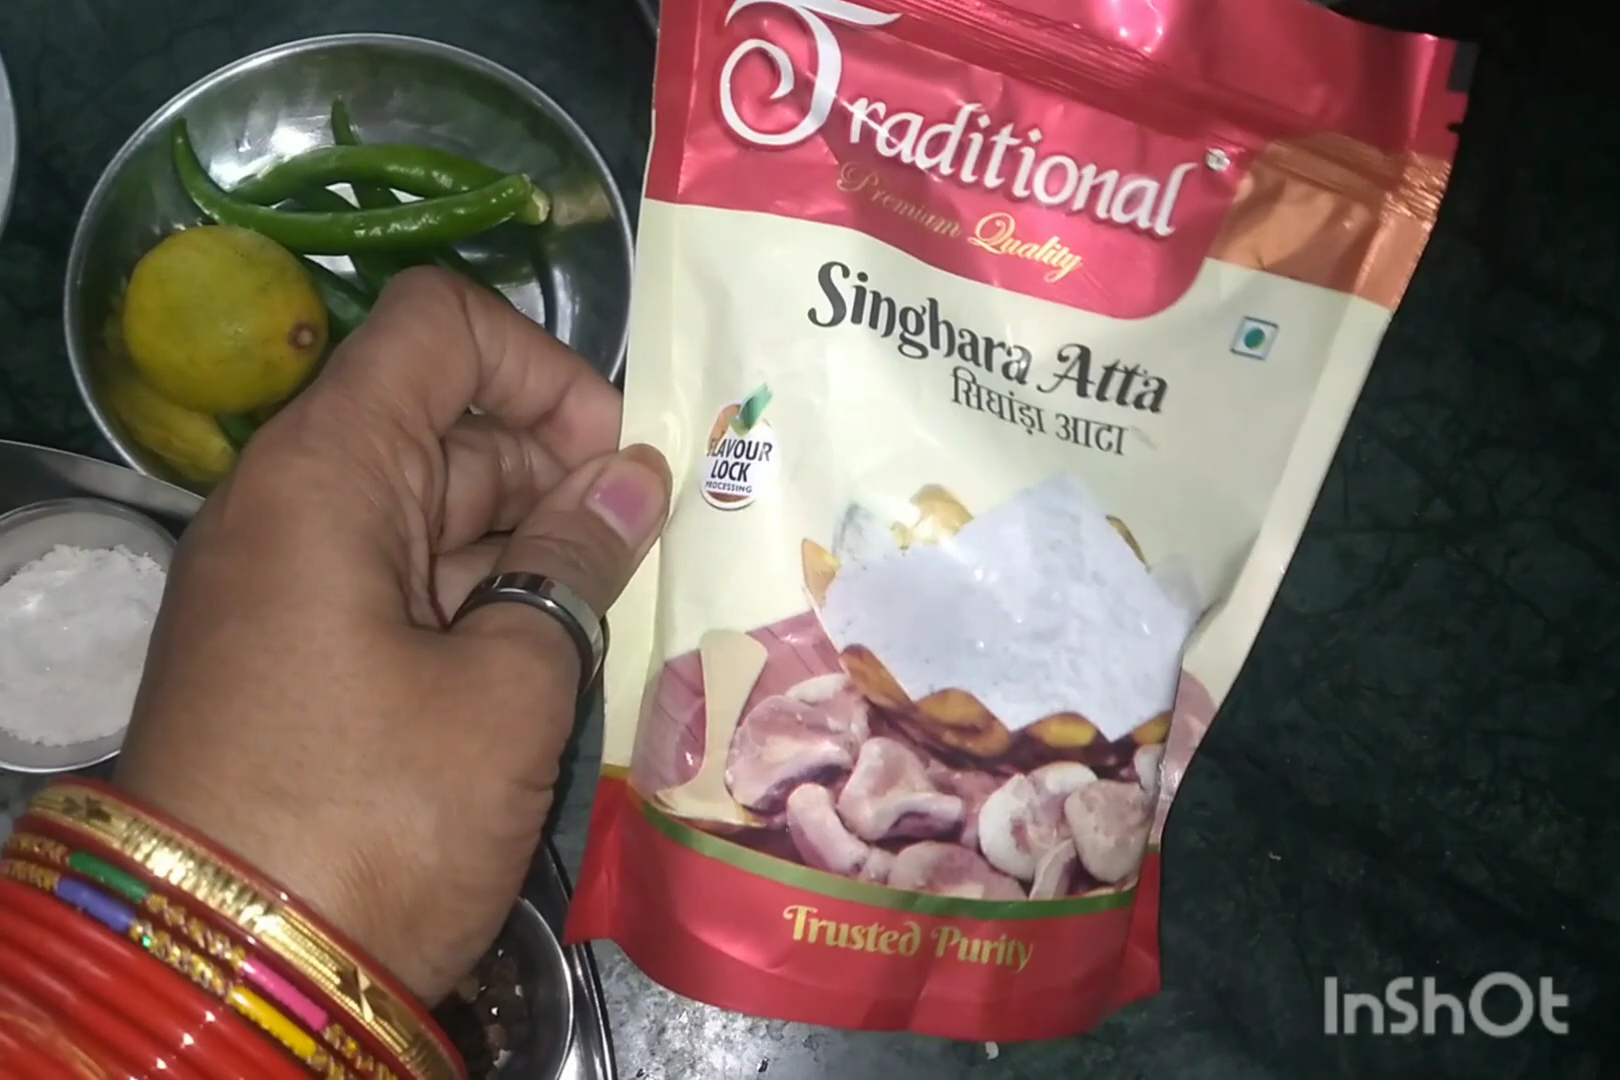 Traditional
Premium Quality
Singhara Atta
सिघांड़ा आटा
FLAVOUR
LOCK
PROCESSING
Trusted Purity
InShOt